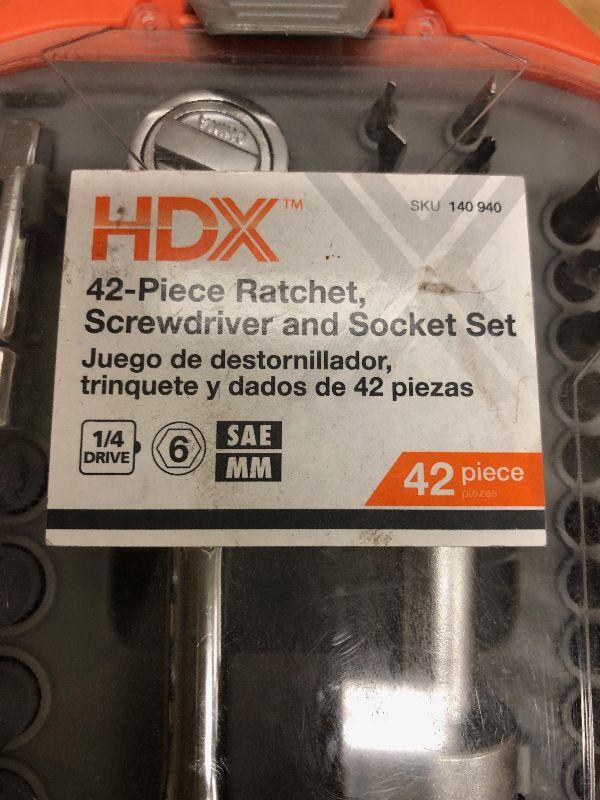 CHINA
HDX™
SKU 140 940
42-Piece Ratchet,
Screwdriver and Socket Set
Juego de destornillador,
trinquete y dados de 42 piezas
1/4
DRIVE
6
SAE
MM
42 piece
piezas